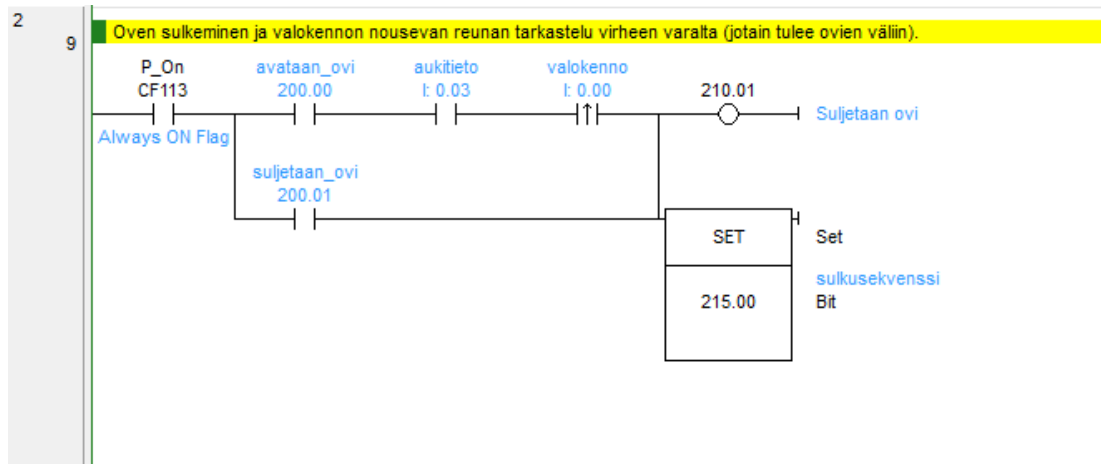 2
9
Oven sulkeminen ja valokennon nousevan reunan tarkastelu virheen varalta (jotain tulee ovien väliin).
P_On avataan_ovi aukitieto valokenno
CF113 200.00 I: 0.03 I: 0.00 210.01
Suljetaan ovi
Always ON Flag
suljetaan_ovi
200.01
SET Set
sulkusekvenssi
215.00 Bit